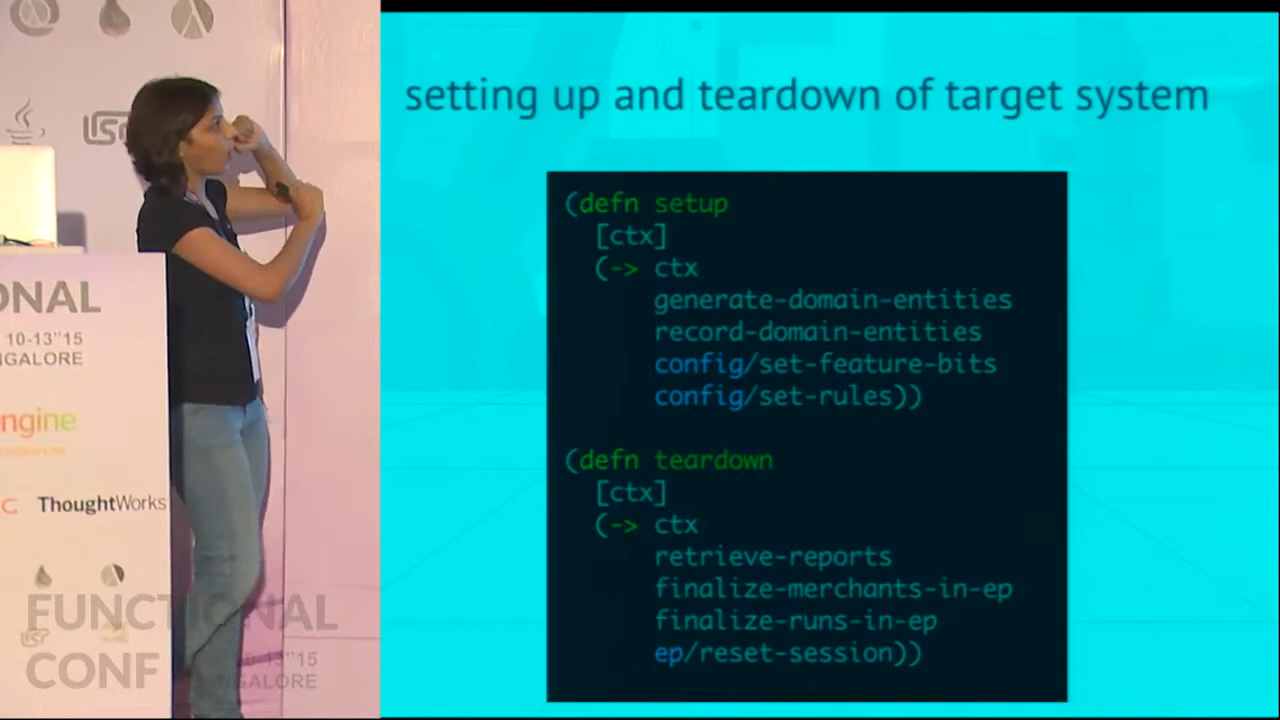 setting up and teardown of target system
(defn setup
[ctx]
(-> ctx
generate-domain-entities
record-domain-entities
config/set-feature-bits
config/set-rules))
(defn teardown
[ctx]
(-> ctx
retrieve-reports
finalize-merchants-in-ep
finalize-runs-in-ep
ep/reset-session))
ONAL
10-13"15
NGALORE
engine
ThoughtWorks
FUNCTIONAL
CONF
13"15
NGALORE